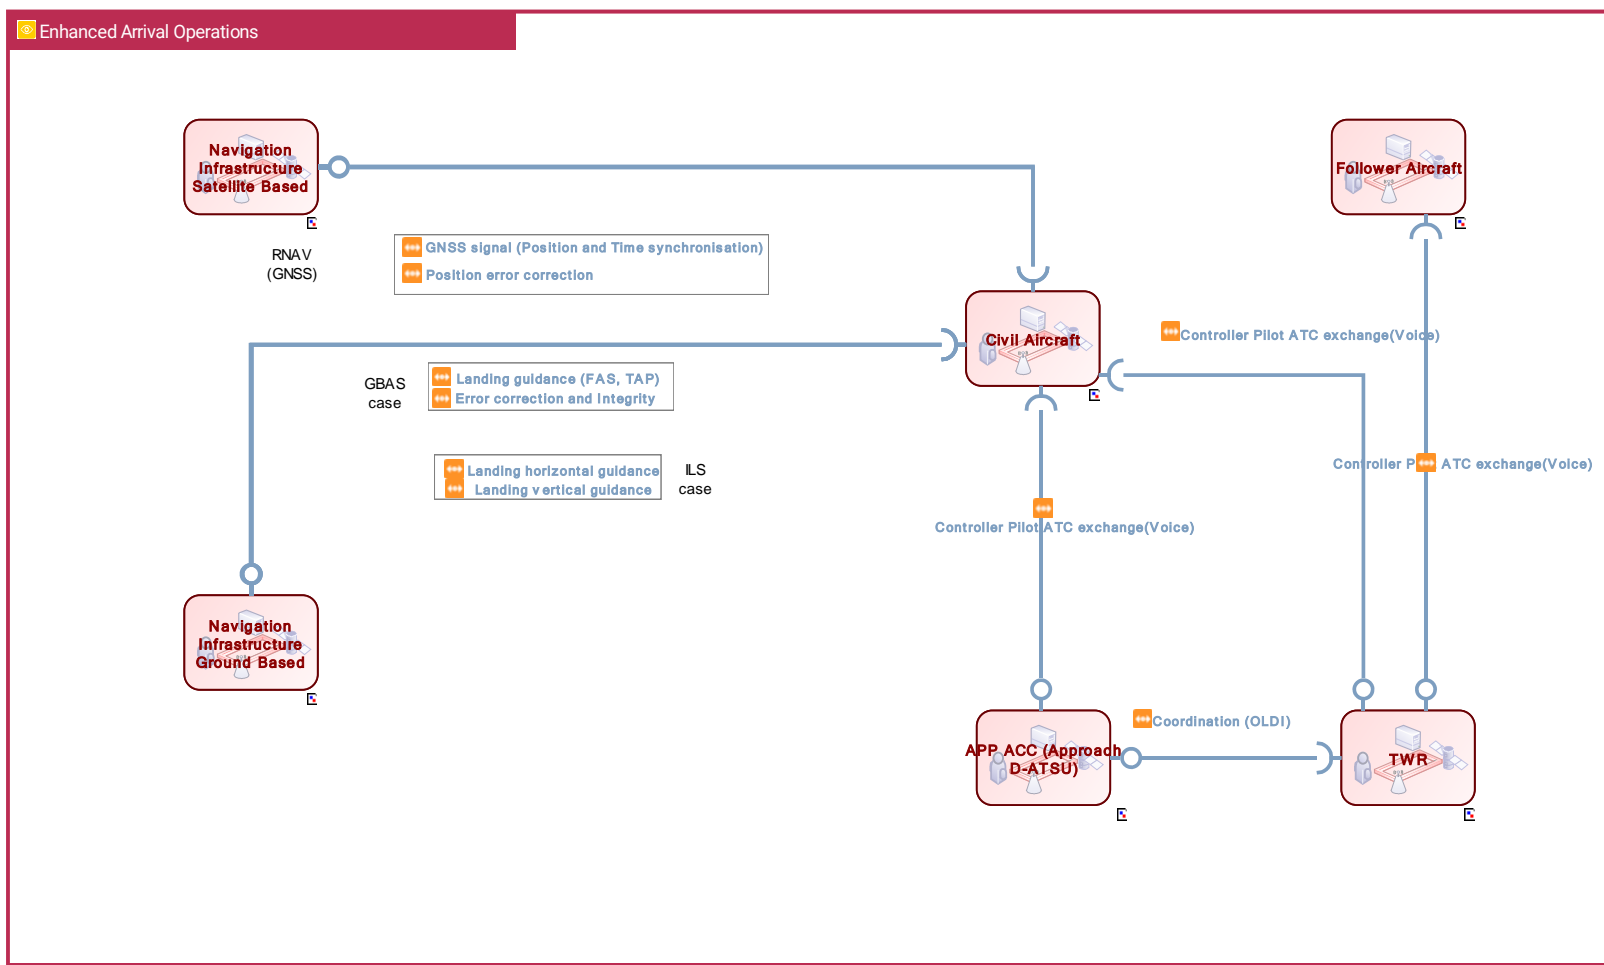 Enhanced Arrival Operations
Navigation
Infrastructure
Satellite Based
Follower Aircraft
RNAV
(GNSS)
GNSS signal (Position and Time synchronisation)
Position error correction
Civil Aircraft
Controller Pilot ATC exchange(Voice)
GBAS
case
Landing guidance (FAS, TAP)
Error correction and Integrity
Landing horizontal guidance
Landing vertical guidance
ILS
case
Controller P ATC exchange(Voice)
Controller Pilot ATC exchange(Voice)
Navigation
Infrastructure
Ground Based
Coordination (OLDI)
APP ACC (Approach
D-ATSU)
TWR